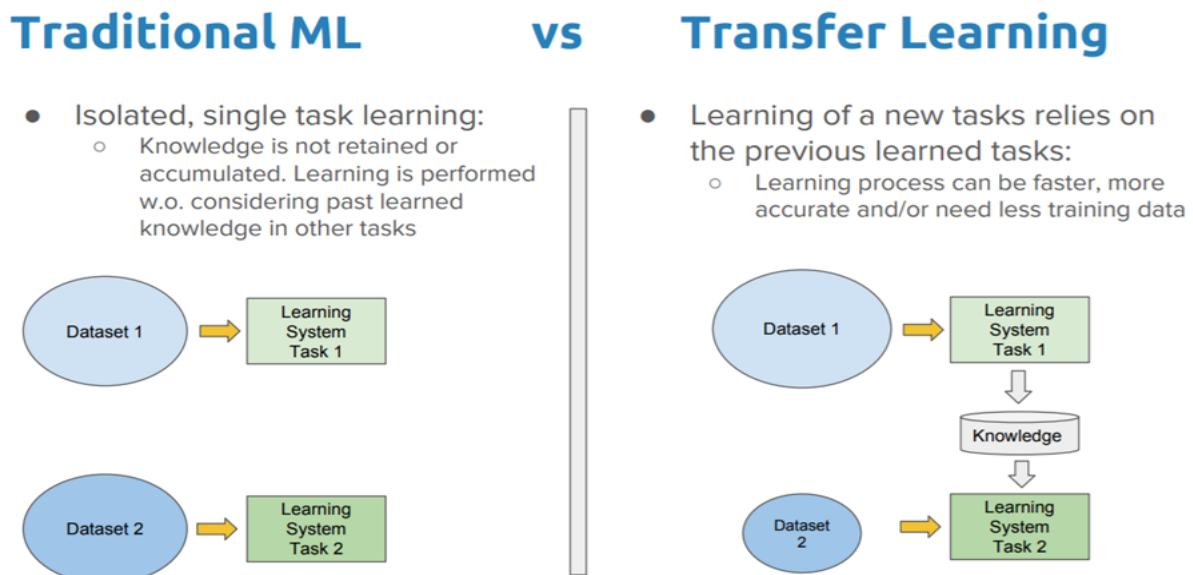 Traditional ML vs Transfer Learning
● Isolated, single task learning:
○ Knowledge is not retained or
accumulated. Learning is performed
w.o. considering past learned
knowledge in other tasks
Dataset 1
Learning
System
Task 1
Dataset 2
Learning
System
Task 2
● Learning of a new tasks relies on
the previous learned tasks:
○ Learning process can be faster, more
accurate and/or need less training data
Dataset 1
Learning
System
Task 1
Knowledge
Dataset
2
Learning
System
Task 2